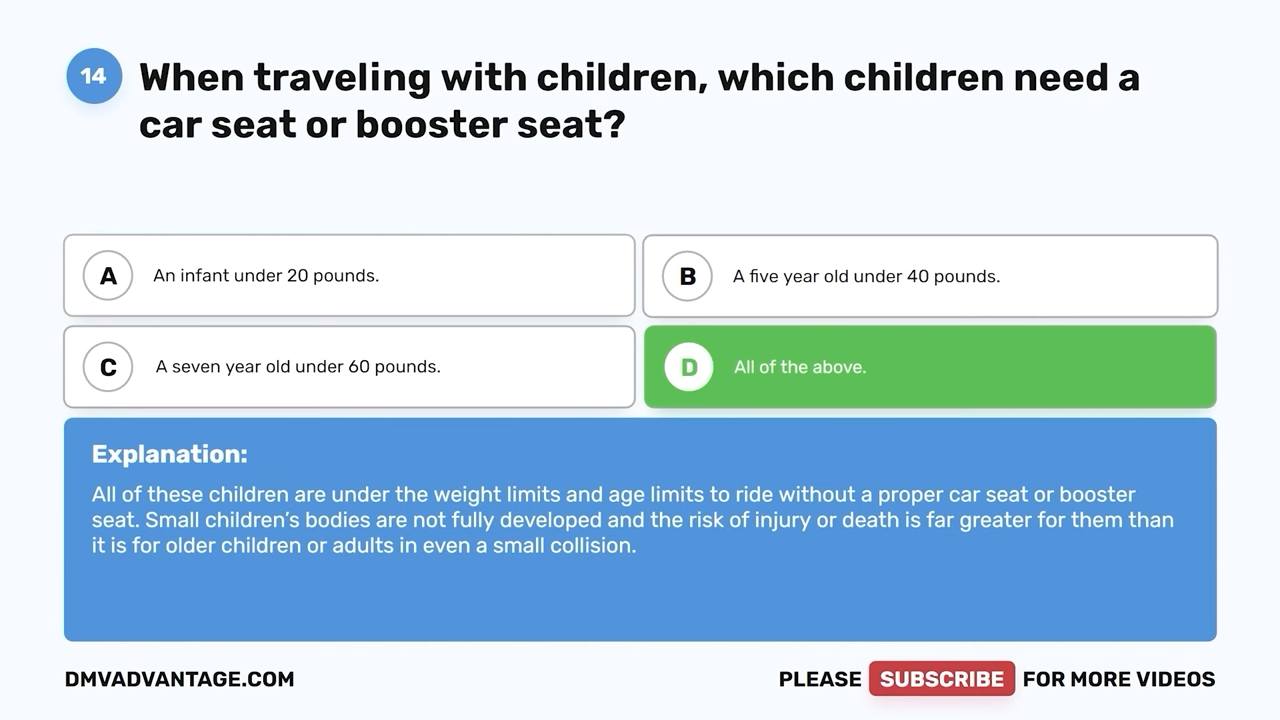 14
When traveling with children, which children need a
car seat or booster seat?
A
An infant under 20 pounds.
B
A five year old under 40 pounds.
C
A seven year old under 60 pounds.
D
All of the above.
Explanation:
All of these children are under the weight limits and age limits to ride without a proper car seat or booster
seat. Small children’s bodies are not fully developed and the risk of injury or death is far greater for them than
it is for older children or adults in even a small collision.
DMVADVANTAGE.COM
PLEASE SUBSCRIBE FOR MORE VIDEOS